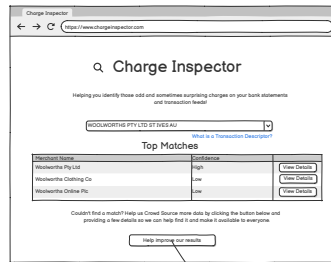 Charge Inspector
https://www.chargeinspector.com
Charge Inspector
Helping you identify those odd and sometimes surprising charges on your bank statements
and transaction feeds!
WOOLWORTHS PTY LTD ST IVES AU
What is a Transaction Descriptor?
Top Matches
Merchant Name Confidence
Woolworths Pty Ltd High View Details
Woolworths Clothing Co Low View Details
Woolworths Online Plc Low View Details
Couldn't find a match? Help us Crowd Source more data by clicking the button below and
providing a few details so we can help find it and make it available to everyone
Help improve our results